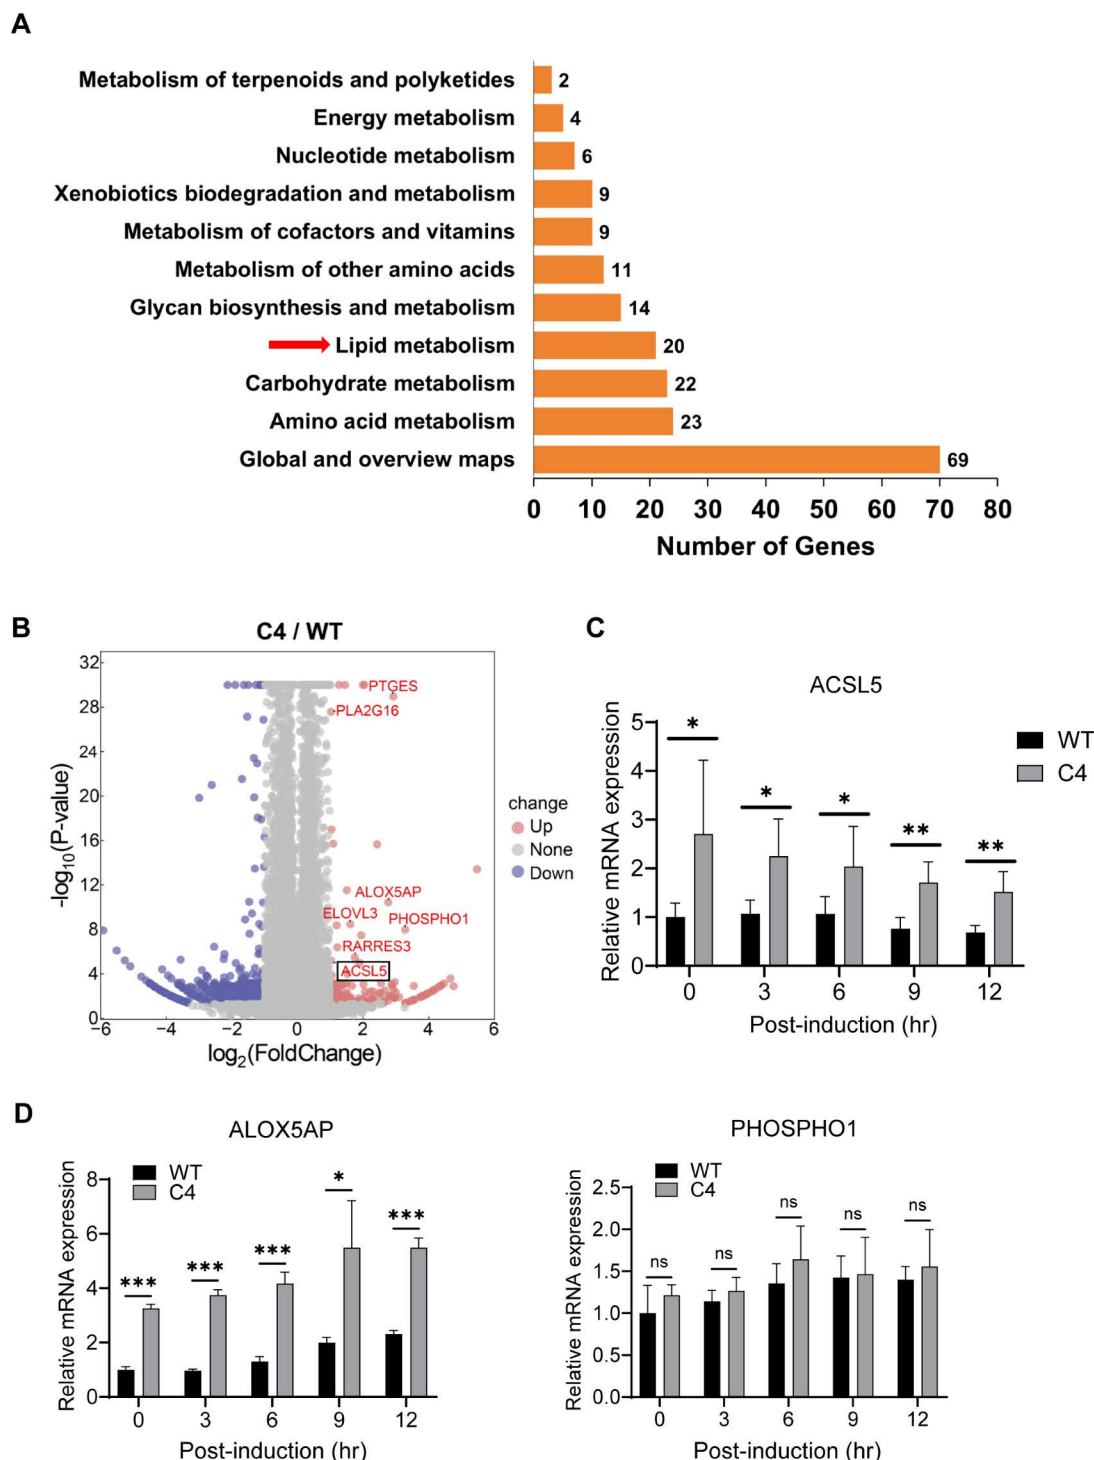 A
Metabolism of terpenoids and polyketides 2
Energy metabolism 4
Nucleotide metabolism 6
Xenobiotics biodegradation and metabolism 9
Metabolism of cofactors and vitamins 9
Metabolism of other amino acids 11
Glycan biosynthesis and metabolism 14
Lipid metabolism 20
Carbohydrate metabolism 22
Amino acid metabolism 23
Global and overview maps 69
0 10 20 30 40 50 60 70 80
Number of Genes
B
C4 / WT
32
28
24
20
16
12
8
4
0
-log10(P-value)
PTGES
PLA2G16
ALOX5AP
ELOVL3
PHOSPHO1
RARRES3
ACSL5
−6 −4 −2 0 2 4 6
log2(FoldChange)
change
Up
None
Down
C
ACSL5
WT
C4
5
4
3
2
1
0
Relative mRNA expression
* * * ** **
0 3 6 9 12
Post-induction (hr)
D
ALOX5AP
WT
C4
8
6
4
2
0
Relative mRNA expression
*** *** *** * ***
0 3 6 9 12
Post-induction (hr)
PHOSPHO1
WT
C4
2.5
2.0
1.5
1.0
0.5
0.0
Relative mRNA expression
ns ns ns ns ns
0 3 6 9 12
Post-induction (hr)